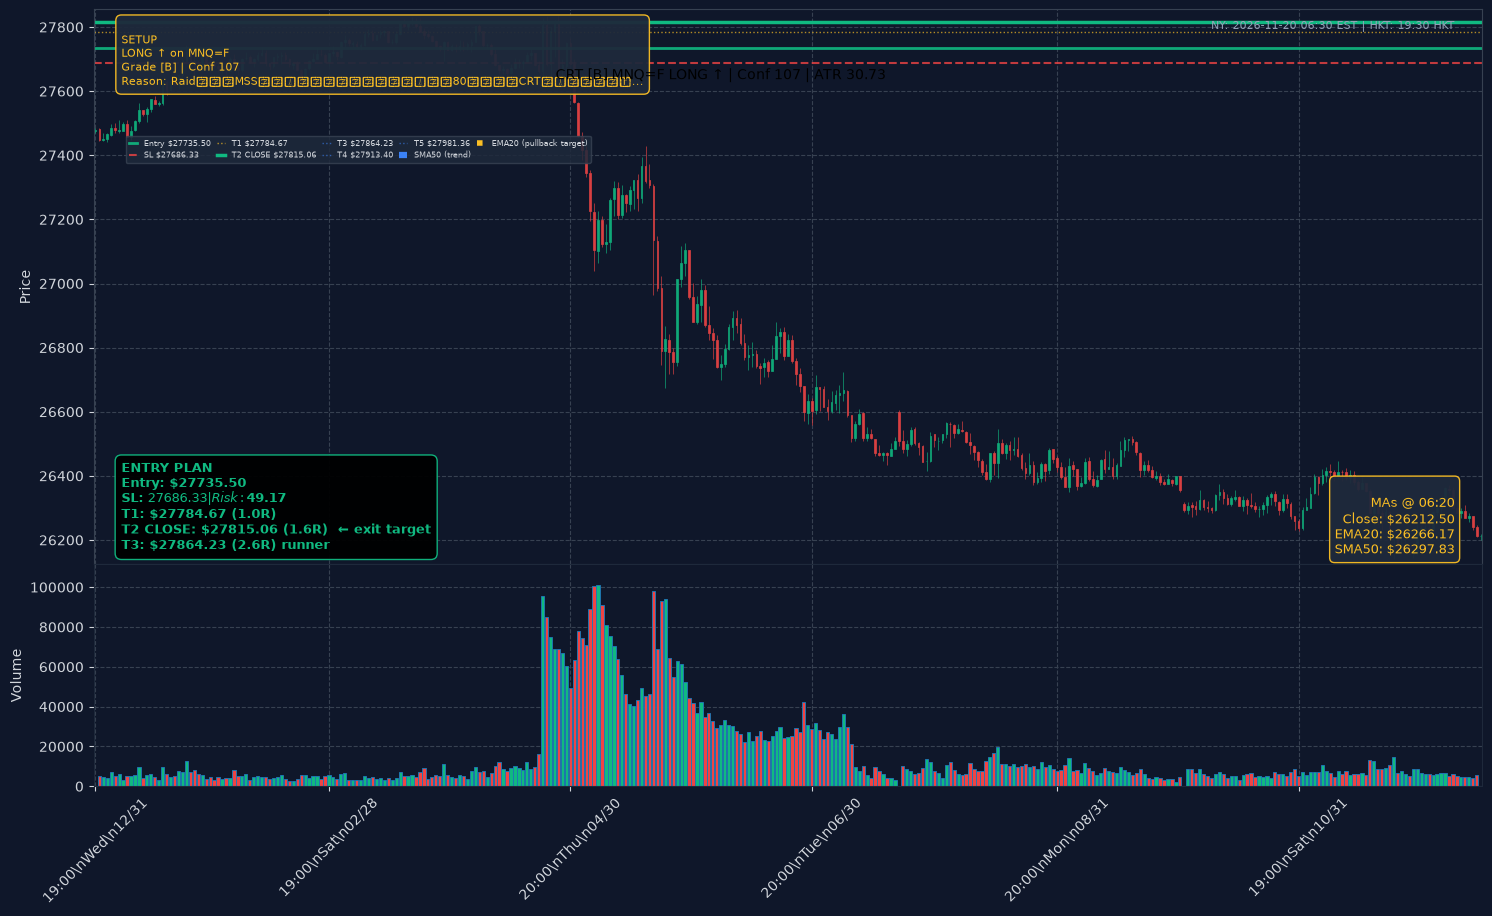 NY: 2026-11-20 06:30 EST | HKT: 19:30 HKT
SETUP
LONG ↑ on MNQ=F
Grade [B] | Conf 107
Reason: Raid MSS 80 CRT ...
CRT [B] MNQ=F LONG ↑ | Conf 107 | ATR 30.73
Entry $27735.50
SL $27686.33
T1 $27784.67
T2 CLOSE $27815.06
T3 $27864.23
T4 $27913.40
T5 $27981.36
SMA50 (trend)
EMA20 (pullback target)
Price
27800
27600
27400
27200
27000
26800
26600
26400
26200
ENTRY PLAN
Entry: $27735.50
SL: 27686.33|Risk:49.17
T1: $27784.67 (1.0R)
T2 CLOSE: $27815.06 (1.6R) ← exit target
T3: $27864.23 (2.6R) runner
MAs @ 06:20
Close: $26212.50
EMA20: $26266.17
SMA50: $26297.83
Volume
100000
80000
60000
40000
20000
0
19:00\nWed\n12/31
19:00\nSat\n02/28
20:00\nThu\n04/30
20:00\nTue\n06/30
20:00\nMon\n08/31
19:00\nSat\n10/31